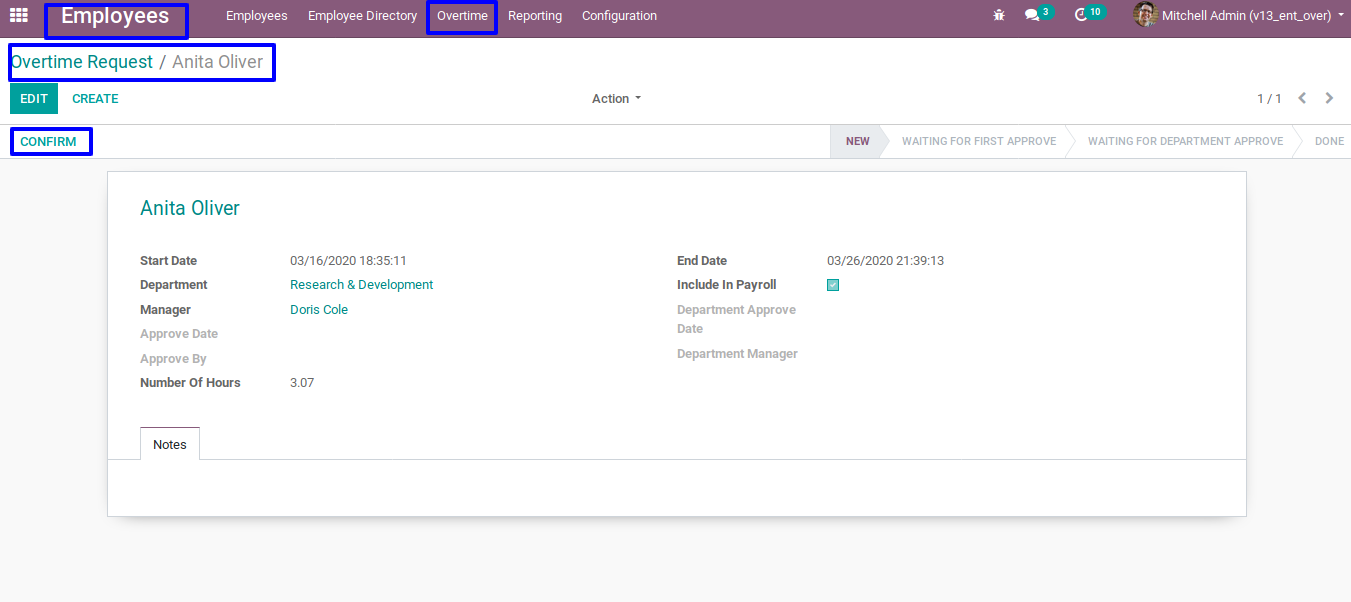 Employees Employees Employee Directory Overtime Reporting Configuration 3 10 Mitchell Admin (v13_ent_over)
Overtime Request / Anita Oliver
EDIT CREATE Action 1 / 1
CONFIRM NEW WAITING FOR FIRST APPROVE WAITING FOR DEPARTMENT APPROVE DONE
Anita Oliver
Start Date 03/16/2020 18:35:11 End Date 03/26/2020 21:39:13
Department Research & Development Include In Payroll
Manager Doris Cole Department Approve
Date
Approve Date
Approve By Department Manager
Number Of Hours 3.07
Notes